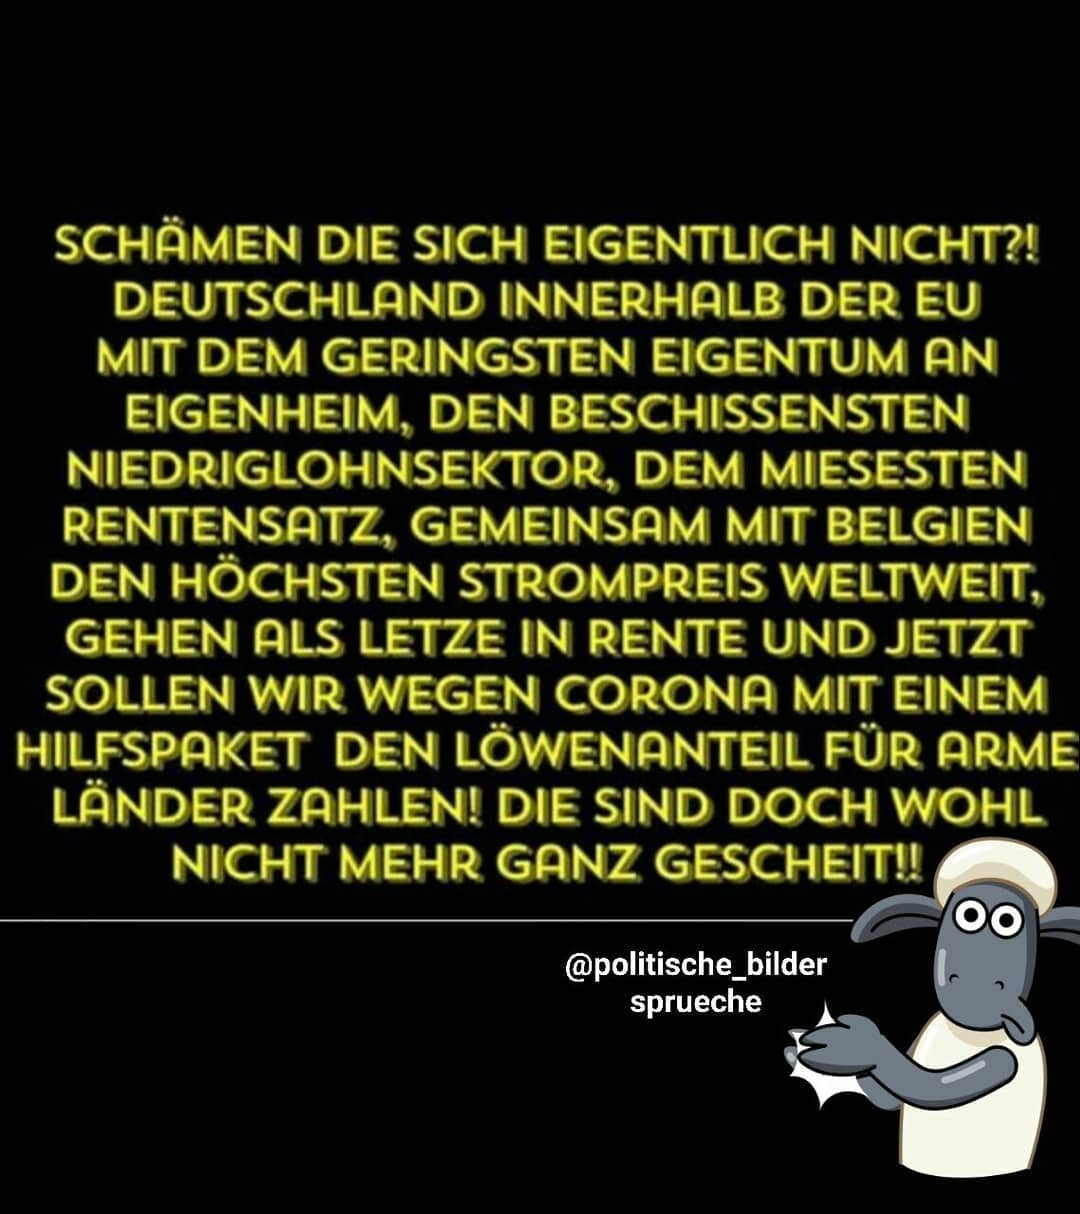 SCHÄMEN DIE SICH EIGENTLICH NICHT?!
DEUTSCHLAND INNERHALB DER EU
MIT DEM GERINGSTEN EIGENTUM AN
EIGENHEIM, DEN BESCHISSENSTEN
NIEDRIGLOHNSEKTOR, DEM MIESESTEN
RENTENSATZ, GEMEINSAM MIT BELGIEN
DEN HÖCHSTEN STROMPREIS WELTWEIT,
GEHEN ALS LETZE IN RENTE UND JETZT
SOLLEN WIR WEGEN CORONA MIT EINEM
HILFSPAKET DEN LÖWENANTEIL FÜR ARME
LÄNDER ZAHLEN! DIE SIND DOCH WOHL
NICHT MEHR GANZ GESCHEIT!!
@politische_bilder
sprueche